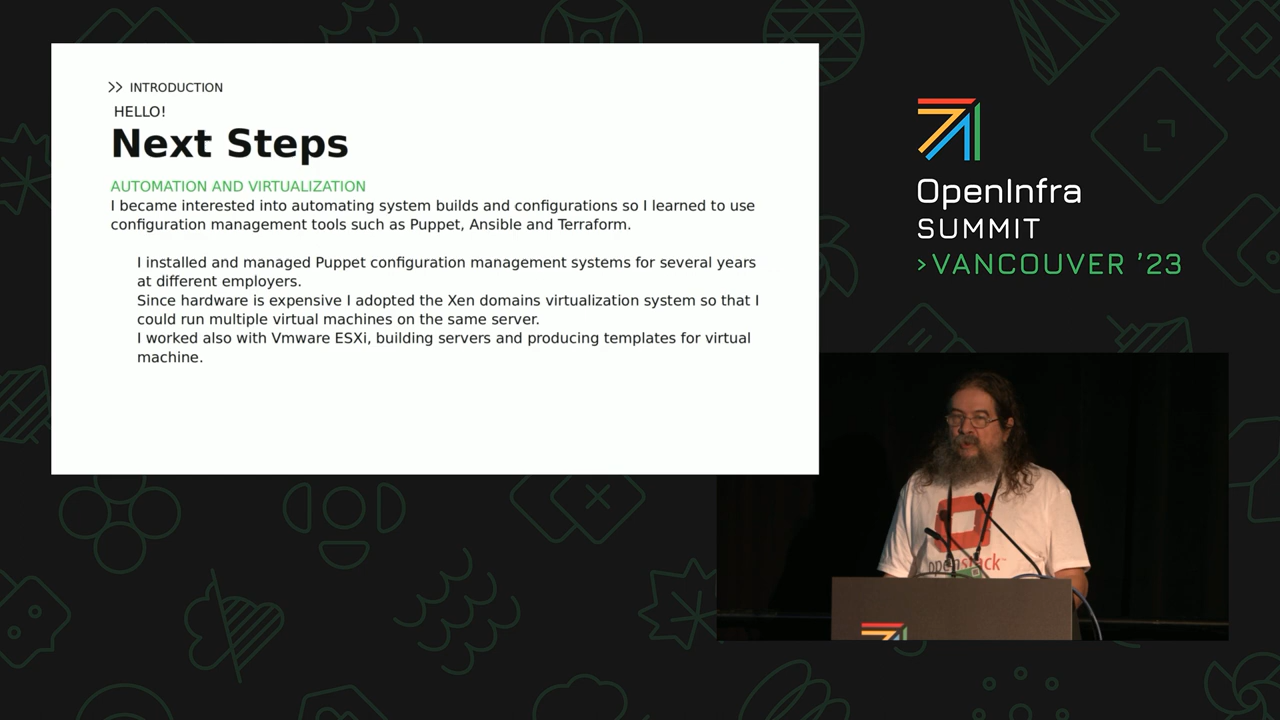 INTRODUCTION
HELLO!
Next Steps
AUTOMATION AND VIRTUALIZATION
I became interested into automating system builds and configurations so I learned to use
configuration management tools such as Puppet, Ansible and Terraform.
I installed and managed Puppet configuration management systems for several years
at different employers.
Since hardware is expensive I adopted the Xen domains virtualization system so that I
could run multiple virtual machines on the same server.
I worked also with Vmware ESXi, building servers and producing templates for virtual
machine.
OpenInfra
SUMMIT
>VANCOUVER ’23
openstack